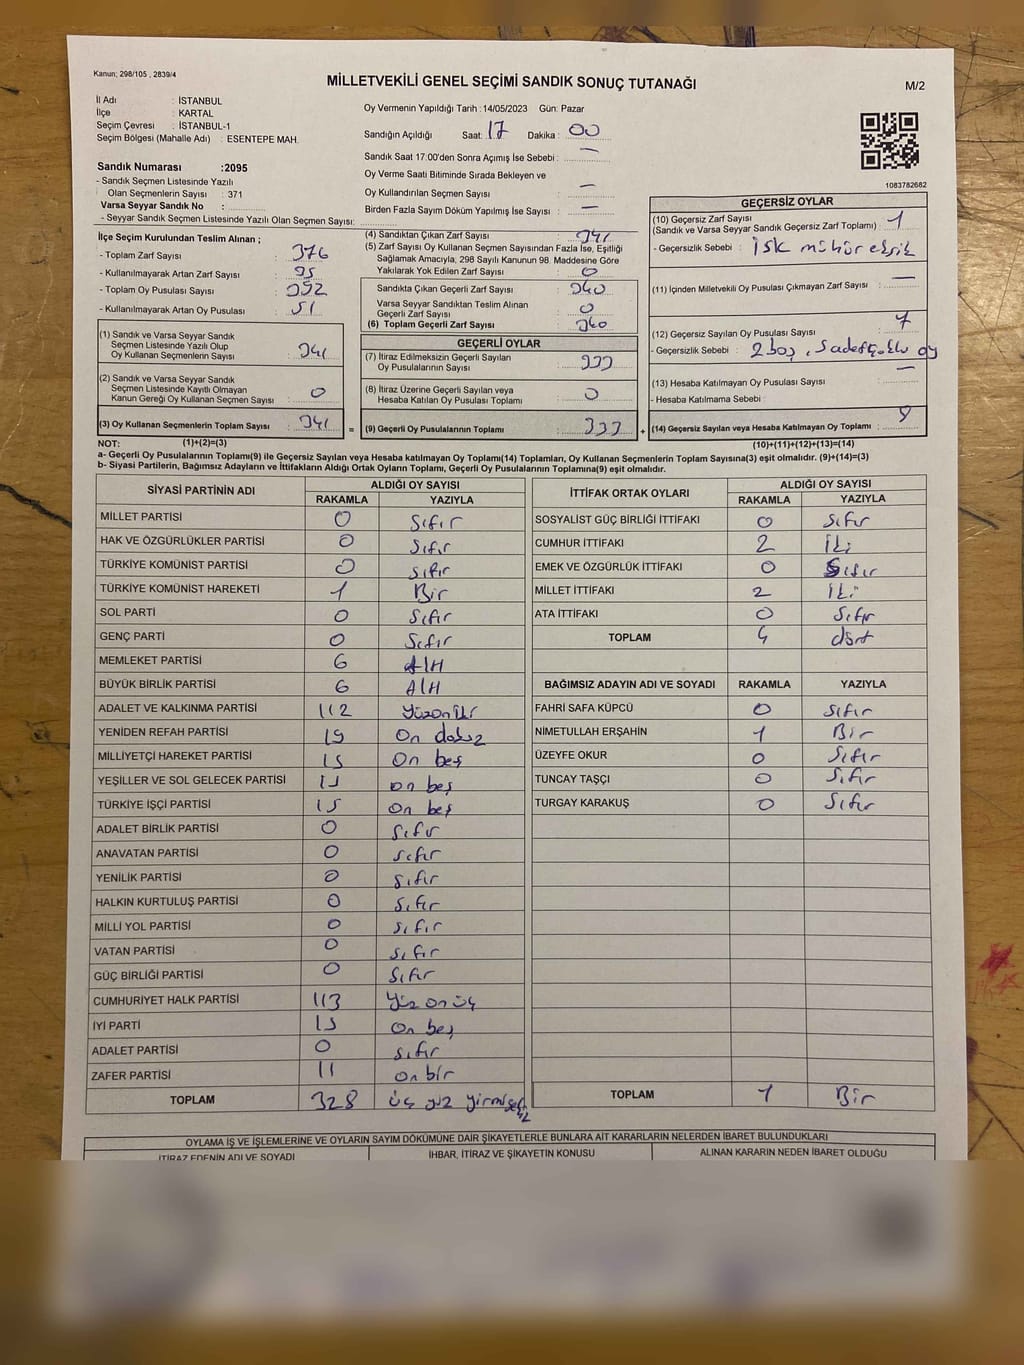 Kanun; 298/105 , 2839/4
MİLLETVEKİLİ GENEL SEÇİMİ SANDIK SONUÇ TUTANAĞI
M/2
İl Adı : İSTANBUL
İlçe : KARTAL
Seçim Çevresi : İSTANBUL-1
Seçim Bölgesi (Mahalle Adı) : ESENTEPE MAH.
Sandık Numarası :2095
- Sandık Seçmen Listesinde Yazılı
Olan Seçmenlerin Sayısı : 371
Varsa Seyyar Sandık No :
- Seyyar Sandık Seçmen Listesinde Yazılı Olan Seçmen Sayısı:
Oy Vermenin Yapıldığı Tarih :14/05/2023 Gün: Pazar
Sandığın Açıldığı Saat: 17 Dakika : 00
Sandık Saat 17:00'den Sonra Açımış İse Sebebi : —
Oy Verme Saati Bitiminde Sırada Bekleyen ve
Oy Kullandırılan Seçmen Sayısı : —
Birden Fazla Sayım Döküm Yapılmış İse Sayısı : —
1083782682
İlçe Seçim Kurulundan Teslim Alınan ;
- Toplam Zarf Sayısı : 376
- Kullanılmayarak Artan Zarf Sayısı : 35
- Toplam Oy Pusulası Sayısı : 392
- Kullanılmayarak Artan Oy Pusulası : 51
(1) Sandık ve Varsa Seyyar Sandık
Seçmen Listesinde Yazılı Olup
Oy Kullanan Seçmenlerin Sayısı : 341
(2) Sandık ve Varsa Seyyar Sandık
Seçmen Listesinde Kayıtlı Olmayan
Kanun Gereği Oy Kullanan Seçmen Sayısı : 0
(3) Oy Kullanan Seçmenlerin Toplam Sayısı : 341 =
(4) Sandıktan Çıkan Zarf Sayısı : 341
(5) Zarf Sayısı Oy Kullanan Seçmen Sayısından Fazla İse, Eşitliği
Sağlamak Amacıyla, 298 Sayılı Kanunun 98. Maddesine Göre
Yakılarak Yok Edilen Zarf Sayısı : 0
Sandıkta Çıkan Geçerli Zarf Sayısı : 340
Varsa Seyyar Sandıktan Teslim Alınan
Geçerli Zarf Sayısı : 0
(6) Toplam Geçerli Zarf Sayısı : 340
GEÇERLİ OYLAR
(7) İtiraz Edilmeksizin Geçerli Sayılan
Oy Pusulalarının Sayısı : 333
(8) İtiraz Üzerine Geçerli Sayılan veya
Hesaba Katılan Oy Pusulası Toplamı : 0
(9) Geçerli Oy Pusulalarının Toplamı : 333 +
GEÇERSİZ OYLAR
(10) Geçersiz Zarf Sayısı : 1
(Sandık ve Varsa Seyyar Sandık Geçersiz Zarf Toplamı)
- Geçersizlik Sebebi : İSK mühür eksik
(11) İçinden Milletvekili Oy Pusulası Çıkmayan Zarf Sayısı : —
(12) Geçersiz Sayılan Oy Pusulası Sayısı : 7
- Geçersizlik Sebebi : 2 boş, 5 oy
(13) Hesaba Katılmayan Oy Pusulası Sayısı : —
- Hesaba Katılmama Sebebi :
(14) Geçersiz Sayılan veya Hesaba Katılmayan Oy Toplamı : 8
NOT: (1)+(2)=(3) (10)+(11)+(12)+(13)=(14)
a- Geçerli Oy Pusulalarının Toplamı(9) ile Geçersiz Sayılan veya Hesaba katılmayan Oy Toplamı(14) Toplamları, Oy Kullanan Seçmenlerin Toplam Sayısına(3) eşit olmalıdır. (9)+(14)=(3)
b- Siyasi Partilerin, Bağımsız Adayların ve İttifakların Aldığı Ortak Oyların Toplamı, Geçerli Oy Pusulalarının Toplamına(9) eşit olmalıdır.
SİYASİ PARTİNİN ADI ALDIĞI OY SAYISI
RAKAMLA YAZIYLA
MİLLET PARTİSİ 0 Sıfır
HAK VE ÖZGÜRLÜKLER PARTİSİ 0 Sıfır
TÜRKİYE KOMÜNİST PARTİSİ 0 Sıfır
TÜRKİYE KOMÜNİST HAREKETİ 1 Bir
SOL PARTİ 0 Sıfır
GENÇ PARTİ 0 Sıfır
MEMLEKET PARTİSİ 6 Altı
BÜYÜK BİRLİK PARTİSİ 6 Altı
ADALET VE KALKINMA PARTİSİ 112 Yüzoniki
YENİDEN REFAH PARTİSİ 19 On dokuz
MİLLİYETÇİ HAREKET PARTİSİ 15 On beş
YEŞİLLER VE SOL GELECEK PARTİSİ 15 on beş
TÜRKİYE İŞÇİ PARTİSİ 15 on beş
ADALET BİRLİK PARTİSİ 0 Sıfır
ANAVATAN PARTİSİ 0 sıfır
YENİLİK PARTİSİ 0 Sıfır
HALKIN KURTULUŞ PARTİSİ 0 Sıfır
MİLLİ YOL PARTİSİ 0 sıfır
VATAN PARTİSİ 0 sıfır
GÜÇ BİRLİĞİ PARTİSİ 0 sıfır
CUMHURİYET HALK PARTİSİ 113 Yüz on üç
İYİ PARTİ 15 On beş
ADALET PARTİSİ 0 sıfır
ZAFER PARTİSİ 11 on bir
TOPLAM 328 üç yüz yirmisekiz
İTTİFAK ORTAK OYLARI ALDIĞI OY SAYISI
RAKAMLA YAZIYLA
SOSYALİST GÜÇ BİRLİĞİ İTTİFAKI 0 Sıfır
CUMHUR İTTİFAKI 2 İki
EMEK VE ÖZGÜRLÜK İTTİFAKI 0 Sıfır
MİLLET İTTİFAKI 2 İki
ATA İTTİFAKI 0 Sıfır
TOPLAM 4 dört
BAĞIMSIZ ADAYIN ADI VE SOYADI RAKAMLA YAZIYLA
FAHRİ SAFA KÜPCÜ 0 Sıfır
NİMETULLAH ERŞAHİN 1 Bir
ÜZEYFE OKUR 0 Sıfır
TUNCAY TAŞÇI 0 Sıfır
TURGAY KARAKUŞ 0 Sıfır
TOPLAM 1 Bir
OYLAMA İŞ VE İŞLEMLERİNE VE OYLARIN SAYIM DÖKÜMÜNE DAİR ŞİKAYETLERLE BUNLARA AİT KARARLARIN NELERDEN İBARET BULUNDUKLARI
İTİRAZ EDENİN ADI VE SOYADI İHBAR, İTİRAZ VE ŞİKAYETİN KONUSU ALINAN KARARIN NEDEN İBARET OLDUĞU